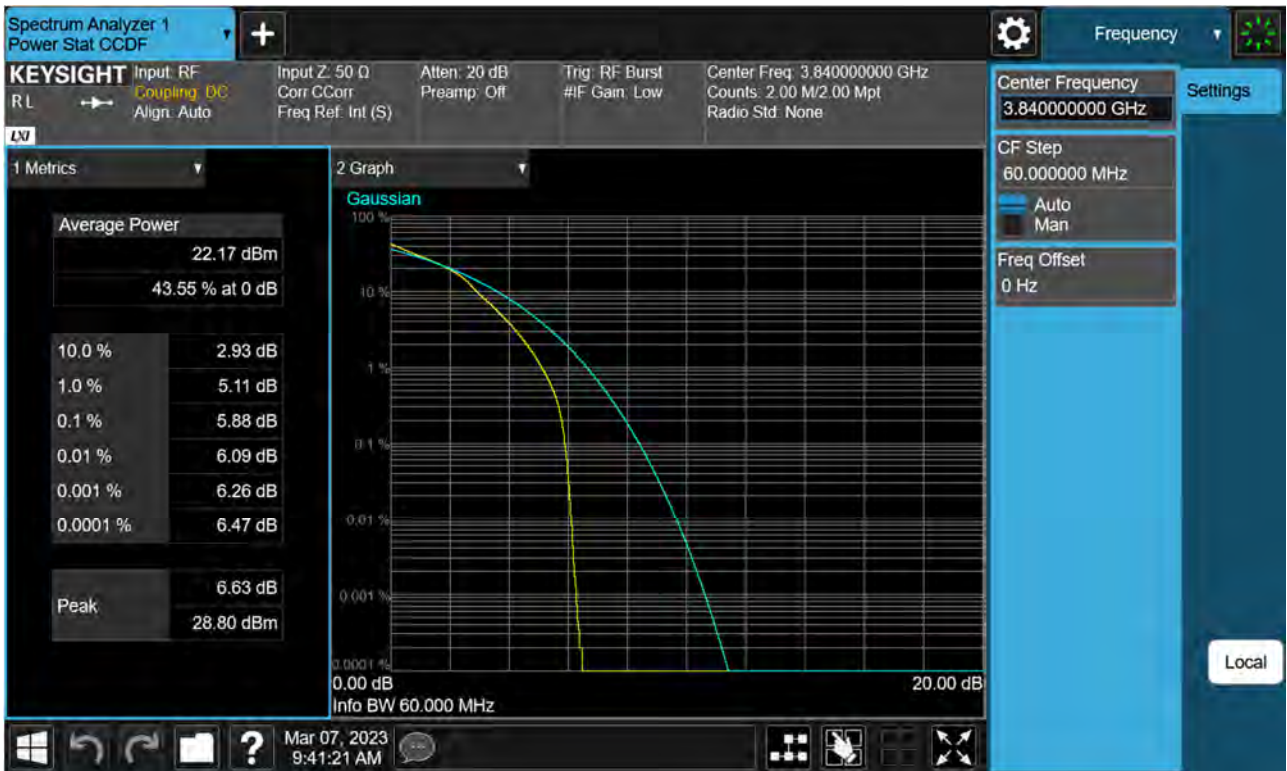 Spectrum Analyzer 1
Power Stat CCDF
+
Frequency
KEYSIGHT
R L
LXI
Input: RF
Coupling: DC
Align: Auto
Input Z: 50 Ω
Corr CCorr
Freq Ref: Int (S)
Atten: 20 dB
Preamp: Off
Trig: RF Burst
#IF Gain: Low
Center Freq: 3.840000000 GHz
Counts: 2.00 M/2.00 Mpt
Radio Std: None
Center Frequency
3.840000000 GHz
Settings
CF Step
60.000000 MHz
Auto
Man
Freq Offset
0 Hz
1 Metrics
Average Power
22.17 dBm
43.55 % at 0 dB
10.0 % 2.93 dB
1.0 % 5.11 dB
0.1 % 5.88 dB
0.01 % 6.09 dB
0.001 % 6.26 dB
0.0001 % 6.47 dB
Peak
6.63 dB
28.80 dBm
2 Graph
Gaussian
100 %
10 %
1 %
0.1 %
0.01 %
0.001 %
0.0001 %
0.00 dB 20.00 dB
Info BW 60.000 MHz
Local
?
Mar 07, 2023
9:41:21 AM